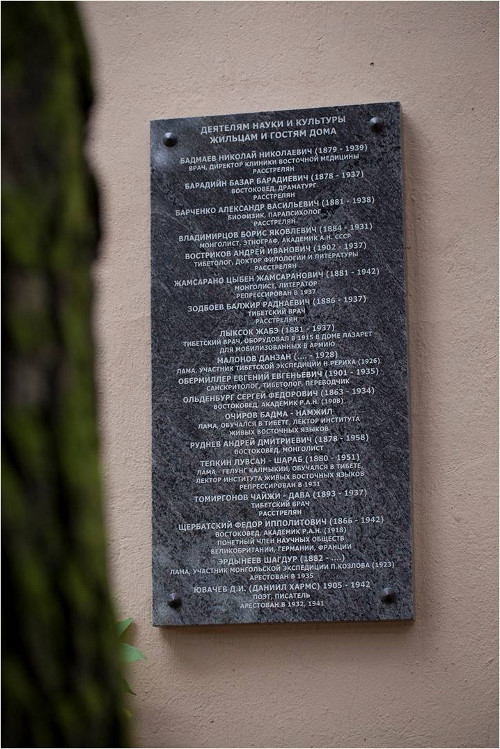 ДЕЯТЕЛЯМ НАУКИ И КУЛЬТУРЫ
ЖИЛЬЦАМ И ГОСТЯМ ДОМА
БАДМАЕВ НИКОЛАЙ НИКОЛАЕВИЧ (1879 - 1939)
ВРАЧ, ДИРЕКТОР КЛИНИКИ ВОСТОЧНОЙ МЕДИЦИНЫ
РАССТРЕЛЯН
БАРАДИЙН БАЗАР БАРАДИЕВИЧ (1878 - 1937)
ВОСТОКОВЕД, ДРАМАТУРГ
РАССТРЕЛЯН
БАРЧЕНКО АЛЕКСАНДР ВАСИЛЬЕВИЧ (1881 - 1938)
БИОФИЗИК, ПАРАПСИХОЛОГ
РАССТРЕЛЯН
ВЛАДИМИРЦОВ БОРИС ЯКОВЛЕВИЧ (1884 - 1931)
МОНГОЛИСТ, ЭТНОГРАФ, АКАДЕМИК А.Н. СССР
ВОСТРИКОВ АНДРЕЙ ИВАНОВИЧ (1902 - 1937)
ТИБЕТОЛОГ, ДОКТОР ФИЛОЛОГИИ И ЛИТЕРАТУРЫ
РАССТРЕЛЯН
ЖАМСАРАНО ЦЫБЕН ЖАМСАРАНОВИЧ (1881 - 1942)
МОНГОЛИСТ, ЛИТЕРАТОР
РЕПРЕССИРОВАН В 1937
ЗОДБОЕВ БАЛЖИР РАДНАЕВИЧ (1886 - 1937)
ТИБЕТСКИЙ ВРАЧ
РАССТРЕЛЯН
ЛЫКСОК ЖАБЭ (1881 - 1937)
ТИБЕТСКИЙ ВРАЧ, ОБОРУДОВАЛ В 1915 В ДОМЕ ЛАЗАРЕТ
ДЛЯ МОБИЛИЗОВАННЫХ В АРМИЮ
МАЛОНОВ ДАНЗАН (.... - 1928)
ЛАМА, УЧАСТНИК ТИБЕТСКОЙ ЭКСПЕДИЦИИ Н.РЕРИХА (1926)
ОБЕРМИЛЛЕР ЕВГЕНИЙ ЕВГЕНЬЕВИЧ (1901 - 1935)
САНСКРИТОЛОГ, ТИБЕТОЛОГ, ПЕРЕВОДЧИК
ОЛЬДЕНБУРГ СЕРГЕЙ ФЕДОРОВИЧ (1863 - 1934)
ВОСТОКОВЕД, АКАДЕМИК Р.А.Н. (1908)
ОЧИРОВ БАДМА - НАМЖИЛ
ЛАМА, ОБУЧАЛСЯ В ТИБЕТЕ, ЛЕКТОР ИНСТИТУТА
ЖИВЫХ ВОСТОЧНЫХ ЯЗЫКОВ
РУДНЕВ АНДРЕЙ ДМИТРИЕВИЧ (1878 - 1958)
ВОСТОКОВЕД, МОНГОЛИСТ
ТЕПКИН ЛУВСАН - ШАРАБ (1880 - 1951)
ЛАМА - ГЕЛУНГ КАЛМЫКИИ, ОБУЧАЛСЯ В ТИБЕТЕ,
ЛЕКТОР ИНСТИТУТА ЖИВЫХ ВОСТОЧНЫХ ЯЗЫКОВ
РЕПРЕССИРОВАН В 1931
ТОМИРГОНОВ ЧАЙЖИ - ДАВА (1893 - 1937)
ТИБЕТСКИЙ ВРАЧ
РАССТРЕЛЯН
ЩЕРБАТСКИЙ ФЕДОР ИППОЛИТОВИЧ (1866 - 1942)
ВОСТОКОВЕД, АКАДЕМИК Р.А.Н. (1918)
ПОЧЕТНЫЙ ЧЛЕН НАУЧНЫХ ОБЩЕСТВ
ВЕЛИКОБРИТАНИИ, ГЕРМАНИИ, ФРАНЦИИ
ЭРДЫНЕЕВ ШАГДУР (1882 - ....)
ЛАМА, УЧАСТНИК МОНГОЛЬСКОЙ ЭКСПЕДИЦИИ П.КОЗЛОВА (1923)
АРЕСТОВАН В 1935
ЮВАЧЕВ Д.И. (ДАНИИЛ ХАРМС) 1905 - 1942
ПОЭТ, ПИСАТЕЛЬ
АРЕСТОВАН В 1932, 1941